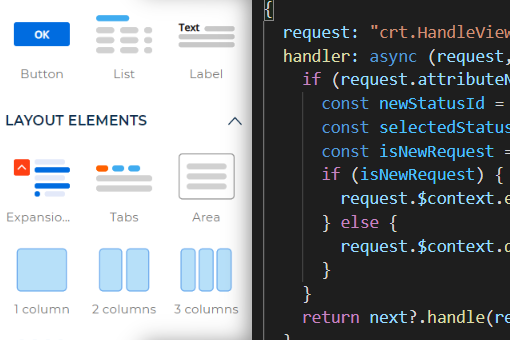 OK
Text
Button
List
Label
LAYOUT ELEMENTS
Expansio...
Tabs
Area
1 column
2 columns
3 columns
{
request: "crt.HandleView
handler: async (request,
if (request.attributeN
const newStatusId =
const selectedStatus
const isNewRequest =
if (isNewRequest) {
request.$context.e
} else {
request.$context.d
}
}
return next?.handle(re